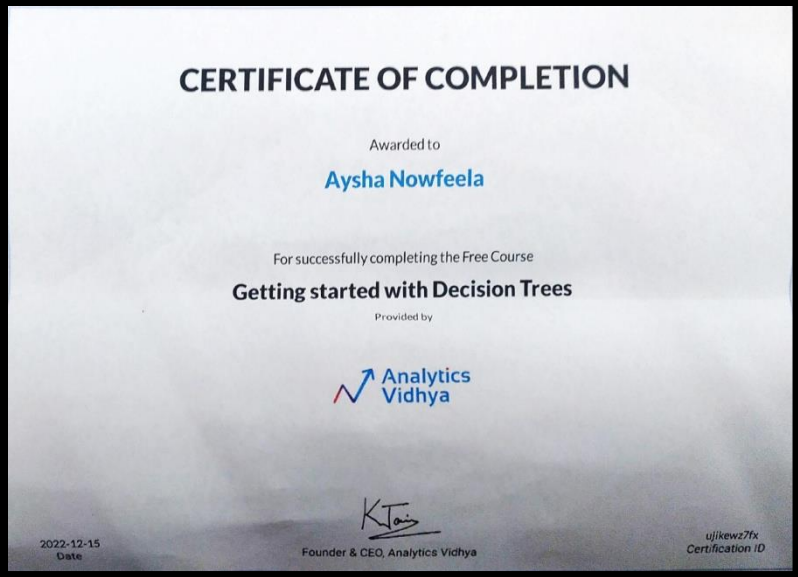 CERTIFICATE OF COMPLETION
Awarded to
Aysha Nowfeela
For successfully completing the Free Course
Getting started with Decision Trees
Provided by
Analytics
Vidhya
KJain
2022-12-15
Date
Founder & CEO, Analytics Vidhya
ujikewz7fx
Certification ID